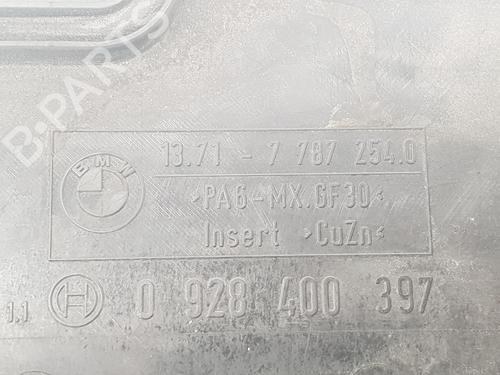 B-PARTS
BMW
13.71 - 7 787 254.0
>PA6-MX.GF30<
Insert >CuZn<
1.1 H 0 928 400 397